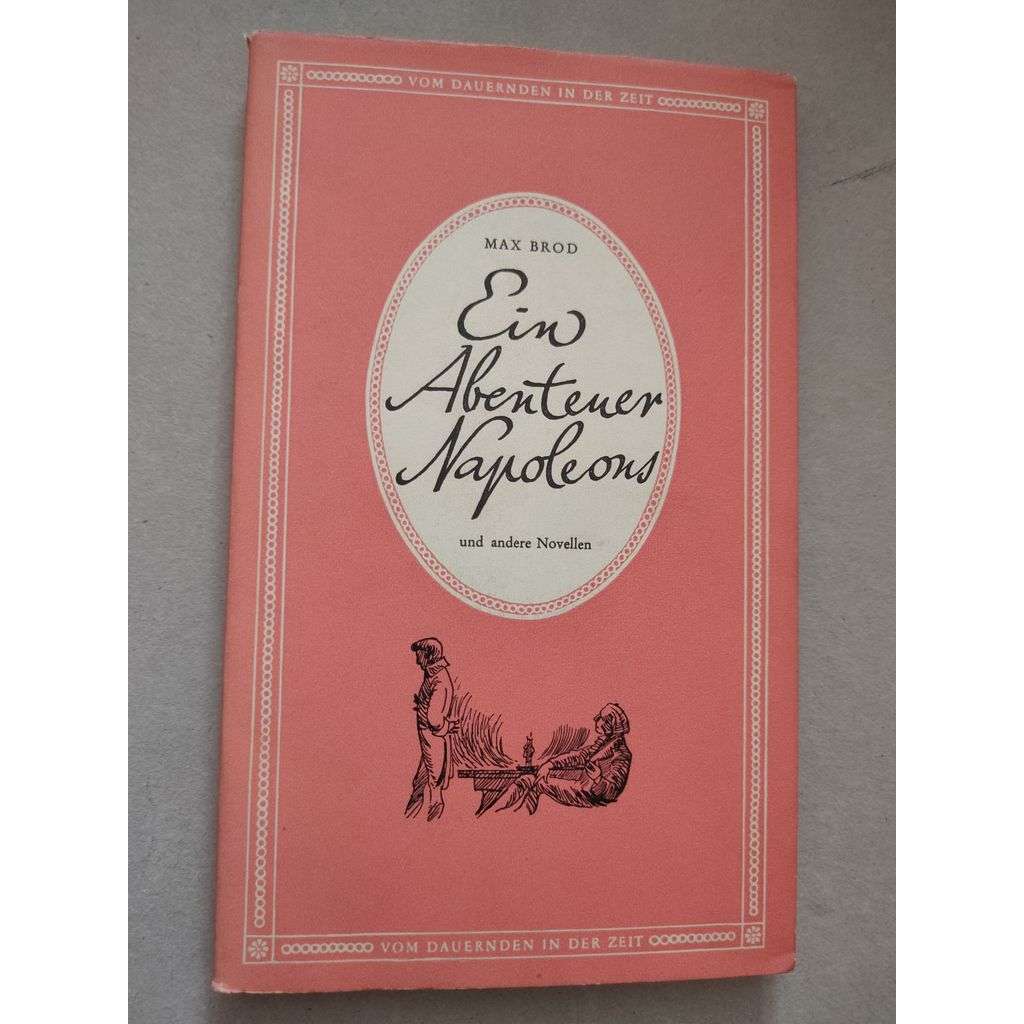 VOM DAUERNDEN IN DER ZEIT
MAX BROD
Ein
Abenteuer
Napoleons
und andere Novellen
VOM DAUERNDEN IN DER ZEIT